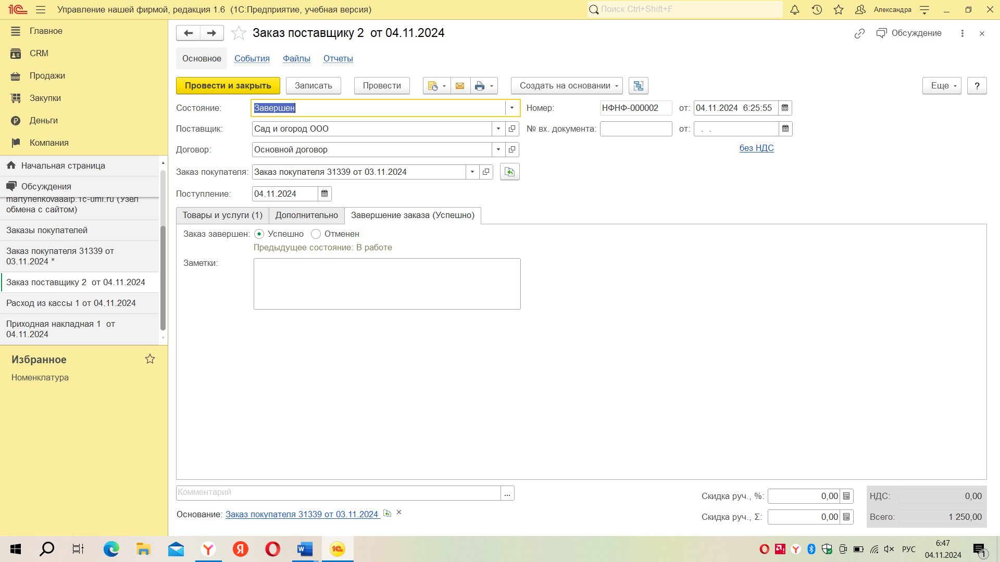 Управление нашей фирмой, редакция 1.6 (1С:Предприятие, учебная версия)
Поиск Ctrl+Shift+F
Александра
Главное
CRM
Продажи
Закупки
Деньги
Компания
Начальная страница
Обсуждения
martynenkovaaalp.1c-umi.ru (Узел
обмена с сайтом)
Заказы покупателей
Заказ покупателя 31339 от
03.11.2024 *
Заказ поставщику 2 от 04.11.2024
Расход из кассы 1 от 04.11.2024
Приходная накладная 1 от
04.11.2024
Избранное
Номенклатура
Заказ поставщику 2 от 04.11.2024
Обсуждение
Основное События Файлы Отчеты
Провести и закрыть Записать Провести Создать на основании Еще ?
Состояние: Завершен Номер: НФНФ-000002 от: 04.11.2024 6:25:55
Поставщик: Сад и огород ООО № вх. документа: от: . .
Договор: Основной договор без НДС
Заказ покупателя: Заказ покупателя 31339 от 03.11.2024
Поступление: 04.11.2024
Товары и услуги (1) Дополнительно Завершение заказа (Успешно)
Заказ завершен: Успешно Отменен
Предыдущее состояние: В работе
Заметки:
Комментарий ...
Скидка руч., %: 0,00 НДС: 0,00
Основание: Заказ покупателя 31339 от 03.11.2024
Скидка руч., Σ: 0,00 Всего: 1 250,00
РУС
6:47
04.11.2024
1